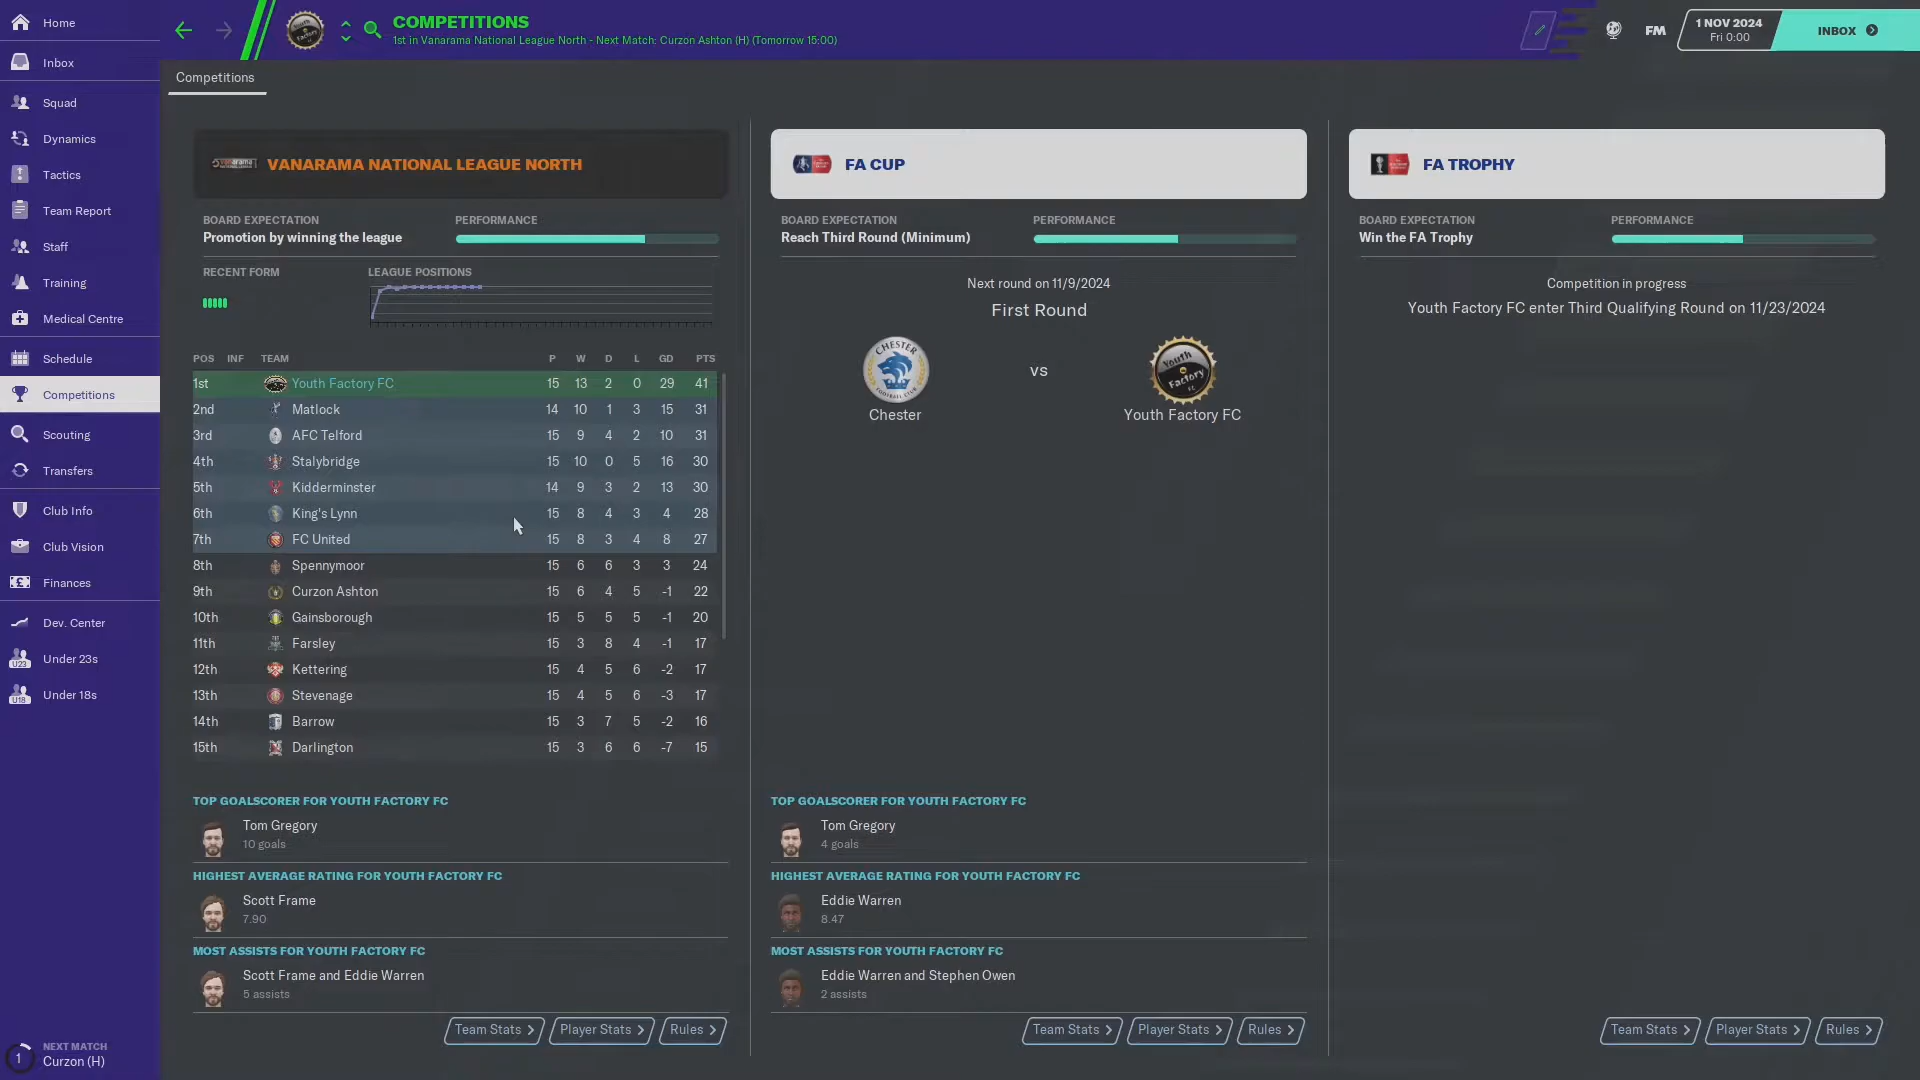 Home
Inbox
Squad
Dynamics
Tactics
Team Report
Staff
Training
Medical Centre
Schedule
Competitions
Scouting
Transfers
Club Info
Club Vision
Finances
Dev. Center
U23 Under 23s
U18 Under 18s
1 NEXT MATCH
Curzon (H)
COMPETITIONS
1st in Vanarama National League North - Next Match: Curzon Ashton (H) (Tomorrow 15:00)
FM
1 NOV 2024
Fri 0:00
INBOX
Competitions
VANARAMA NATIONAL LEAGUE NORTH
BOARD EXPECTATION PERFORMANCE
Promotion by winning the league
RECENT FORM LEAGUE POSITIONS
POS INF TEAM P W D L GD PTS
1st Youth Factory FC 15 13 2 0 29 41
2nd Matlock 14 10 1 3 15 31
3rd AFC Telford 15 9 4 2 10 31
4th Stalybridge 15 10 0 5 16 30
5th Kidderminster 14 9 3 2 13 30
6th King's Lynn 15 8 4 3 4 28
7th FC United 15 8 3 4 8 27
8th Spennymoor 15 6 6 3 3 24
9th Curzon Ashton 15 6 4 5 -1 22
10th Gainsborough 15 5 5 5 -1 20
11th Farsley 15 3 8 4 -1 17
12th Kettering 15 4 5 6 -2 17
13th Stevenage 15 4 5 6 -3 17
14th Barrow 15 3 7 5 -2 16
15th Darlington 15 3 6 6 -7 15
TOP GOALSCORER FOR YOUTH FACTORY FC
Tom Gregory
10 goals
HIGHEST AVERAGE RATING FOR YOUTH FACTORY FC
Scott Frame
7.90
MOST ASSISTS FOR YOUTH FACTORY FC
Scott Frame and Eddie Warren
5 assists
Team Stats Player Stats Rules
FA CUP
BOARD EXPECTATION PERFORMANCE
Reach Third Round (Minimum)
Next round on 11/9/2024
First Round
CHESTER
Youth Factory
vs
Chester Youth Factory FC
TOP GOALSCORER FOR YOUTH FACTORY FC
Tom Gregory
4 goals
HIGHEST AVERAGE RATING FOR YOUTH FACTORY FC
Eddie Warren
8.47
MOST ASSISTS FOR YOUTH FACTORY FC
Eddie Warren and Stephen Owen
2 assists
Team Stats Player Stats Rules
FA TROPHY
BOARD EXPECTATION PERFORMANCE
Win the FA Trophy
Competition in progress
Youth Factory FC enter Third Qualifying Round on 11/23/2024
Team Stats Player Stats Rules